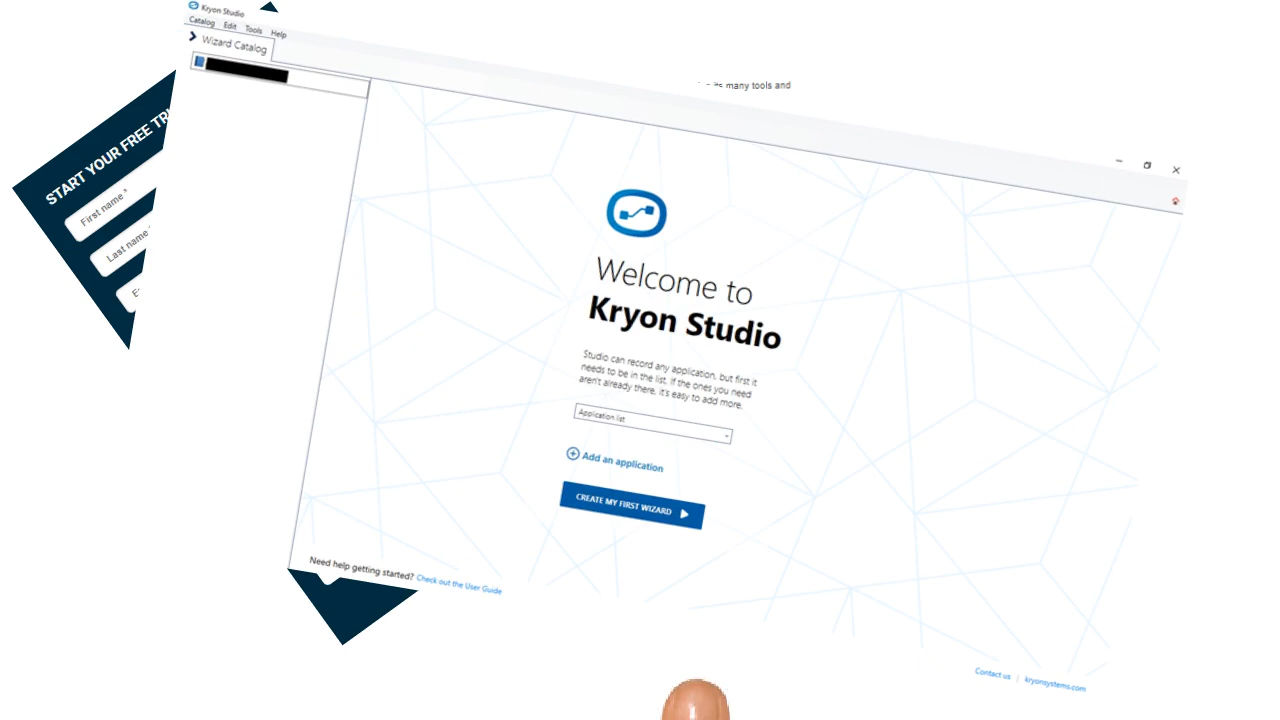 Kryon Studio
Catalog Edit Tools Help
Wizard Catalog
many tools and
START YOUR FREE
First name *
Last name
Welcome to
Kryon Studio
Studio can record any application, but first it
needs to be in the list. If the ones you need
aren't already there, it's easy to add more.
Application list
Add an application
CREATE MY FIRST WIZARD
Need help getting started? Check out the User Guide
Contact us | kryonsystems.com